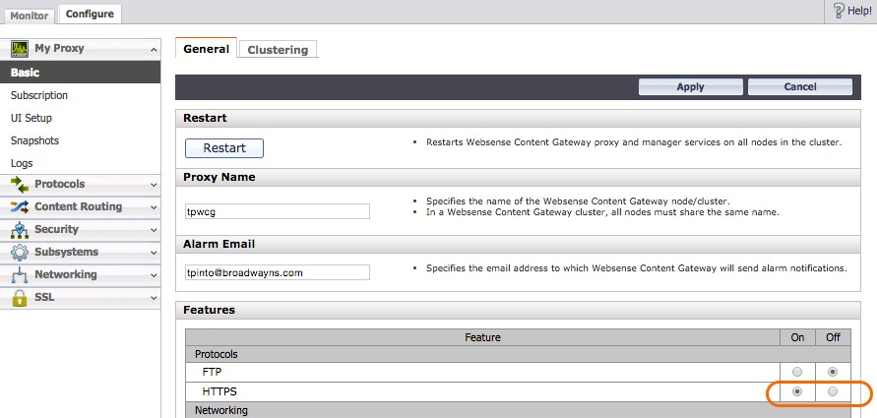 Monitor
Configure
Help!
My Proxy
Basic
Subscription
UI Setup
Snapshots
Logs
Protocols
Content Routing
Security
Subsystems
Networking
SSL
General
Clustering
Apply
Cancel
Restart
Restart
• Restarts Websense Content Gateway proxy and manager services on all nodes in the cluster.
Proxy Name
tpwcg
• Specifies the name of the Websense Content Gateway node/cluster.
• In a Websense Content Gateway cluster, all nodes must share the same name.
Alarm Email
tpinto@broadwayns.com
• Specifies the email address to which Websense Content Gateway will send alarm notifications.
Features
Feature On Off
Protocols
FTP
HTTPS
Networking